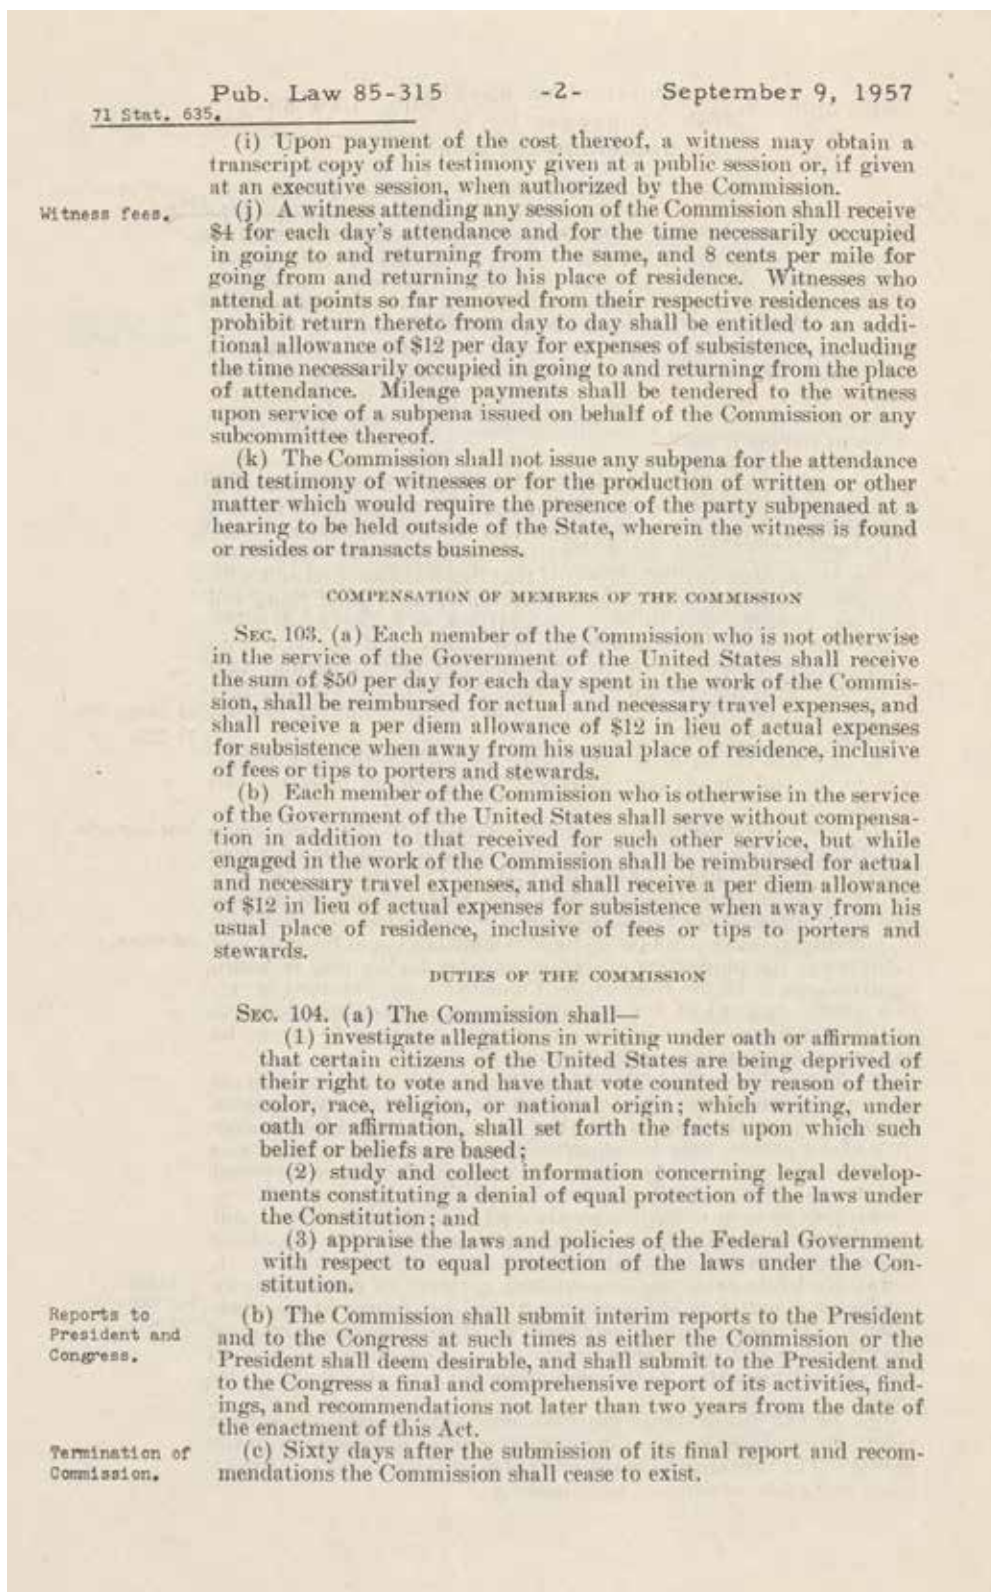 Pub. Law 85-315 -2- September 9, 1957
71 Stat. 635.
(i) Upon payment of the cost thereof, a witness may obtain a
transcript copy of his testimony given at a public session or, if given
at an executive session, when authorized by the Commission.
Witness fees.
(j) A witness attending any session of the Commission shall receive
$4 for each day's attendance and for the time necessarily occupied
in going to and returning from the same, and 8 cents per mile for
going from and returning to his place of residence. Witnesses who
attend at points so far removed from their respective residences as to
prohibit return thereto from day to day shall be entitled to an addi-
tional allowance of $12 per day for expenses of subsistence, including
the time necessarily occupied in going to and returning from the place
of attendance. Mileage payments shall be tendered to the witness
upon service of a subpena issued on behalf of the Commission or any
subcommittee thereof.
(k) The Commission shall not issue any subpena for the attendance
and testimony of witnesses or for the production of written or other
matter which would require the presence of the party subpenaed at a
hearing to be held outside of the State, wherein the witness is found
or resides or transacts business.
COMPENSATION OF MEMBERS OF THE COMMISSION
SEC. 103. (a) Each member of the Commission who is not otherwise
in the service of the Government of the United States shall receive
the sum of $50 per day for each day spent in the work of the Commis-
sion, shall be reimbursed for actual and necessary travel expenses, and
shall receive a per diem allowance of $12 in lieu of actual expenses
for subsistence when away from his usual place of residence, inclusive
of fees or tips to porters and stewards.
(b) Each member of the Commission who is otherwise in the service
of the Government of the United States shall serve without compensa-
tion in addition to that received for such other service, but while
engaged in the work of the Commission shall be reimbursed for actual
and necessary travel expenses, and shall receive a per diem allowance
of $12 in lieu of actual expenses for subsistence when away from his
usual place of residence, inclusive of fees or tips to porters and
stewards.
DUTIES OF THE COMMISSION
SEC. 104. (a) The Commission shall—
(1) investigate allegations in writing under oath or affirmation
that certain citizens of the United States are being deprived of
their right to vote and have that vote counted by reason of their
color, race, religion, or national origin; which writing, under
oath or affirmation, shall set forth the facts upon which such
belief or beliefs are based;
(2) study and collect information concerning legal develop-
ments constituting a denial of equal protection of the laws under
the Constitution; and
(3) appraise the laws and policies of the Federal Government
with respect to equal protection of the laws under the Con-
stitution.
Reports to
President and
Congress.
(b) The Commission shall submit interim reports to the President
and to the Congress at such times as either the Commission or the
President shall deem desirable, and shall submit to the President and
to the Congress a final and comprehensive report of its activities, find-
ings, and recommendations not later than two years from the date of
the enactment of this Act.
Termination of
Commission.
(c) Sixty days after the submission of its final report and recom-
mendations the Commission shall cease to exist.